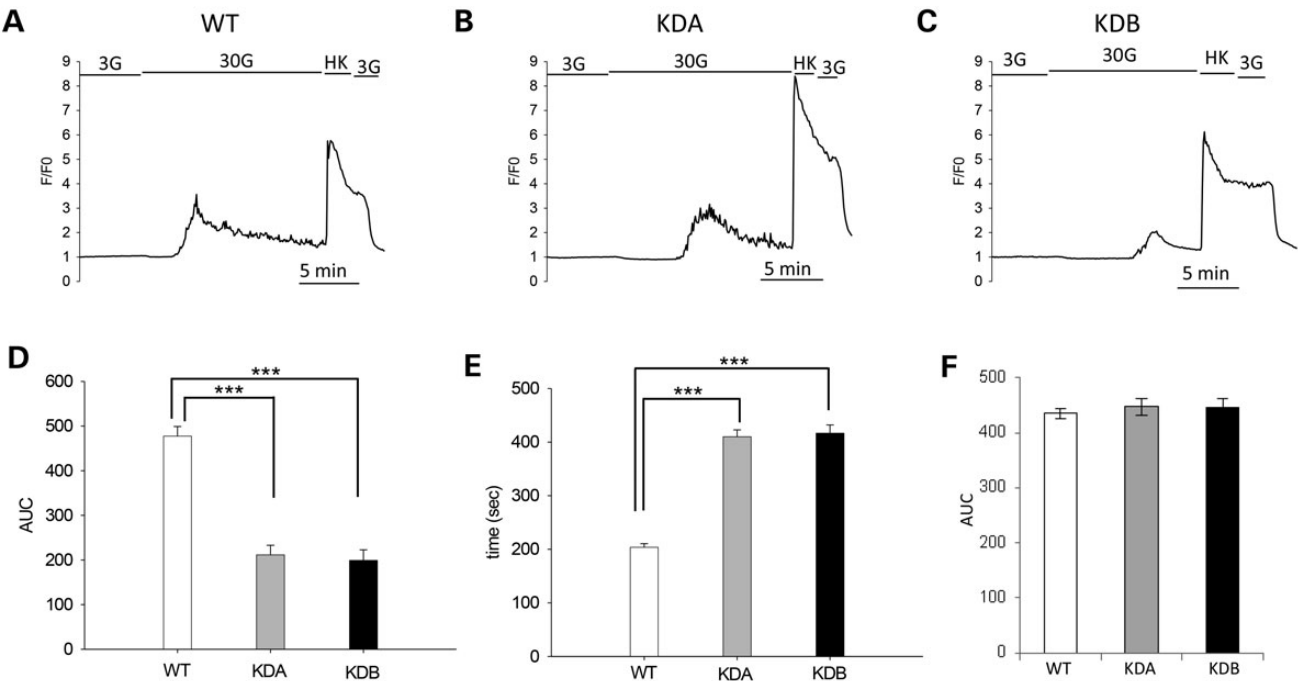 A WT
3G 30G HK 3G
9
8
7
6
5
4
3
2
1
0
F/F0
5 min
B KDA
3G 30G HK 3G
9
8
7
6
5
4
3
2
1
0
F/F0
5 min
C KDB
3G 30G HK 3G
9
8
7
6
5
4
3
2
1
0
F/F0
5 min
D
600
500
400
300
200
100
0
AUC
*** 
***
WT KDA KDB
E
500
400
300
200
100
0
time (sec)
***
***
WT KDA KDB
F
500
400
300
200
100
0
AUC
WT KDA KDB